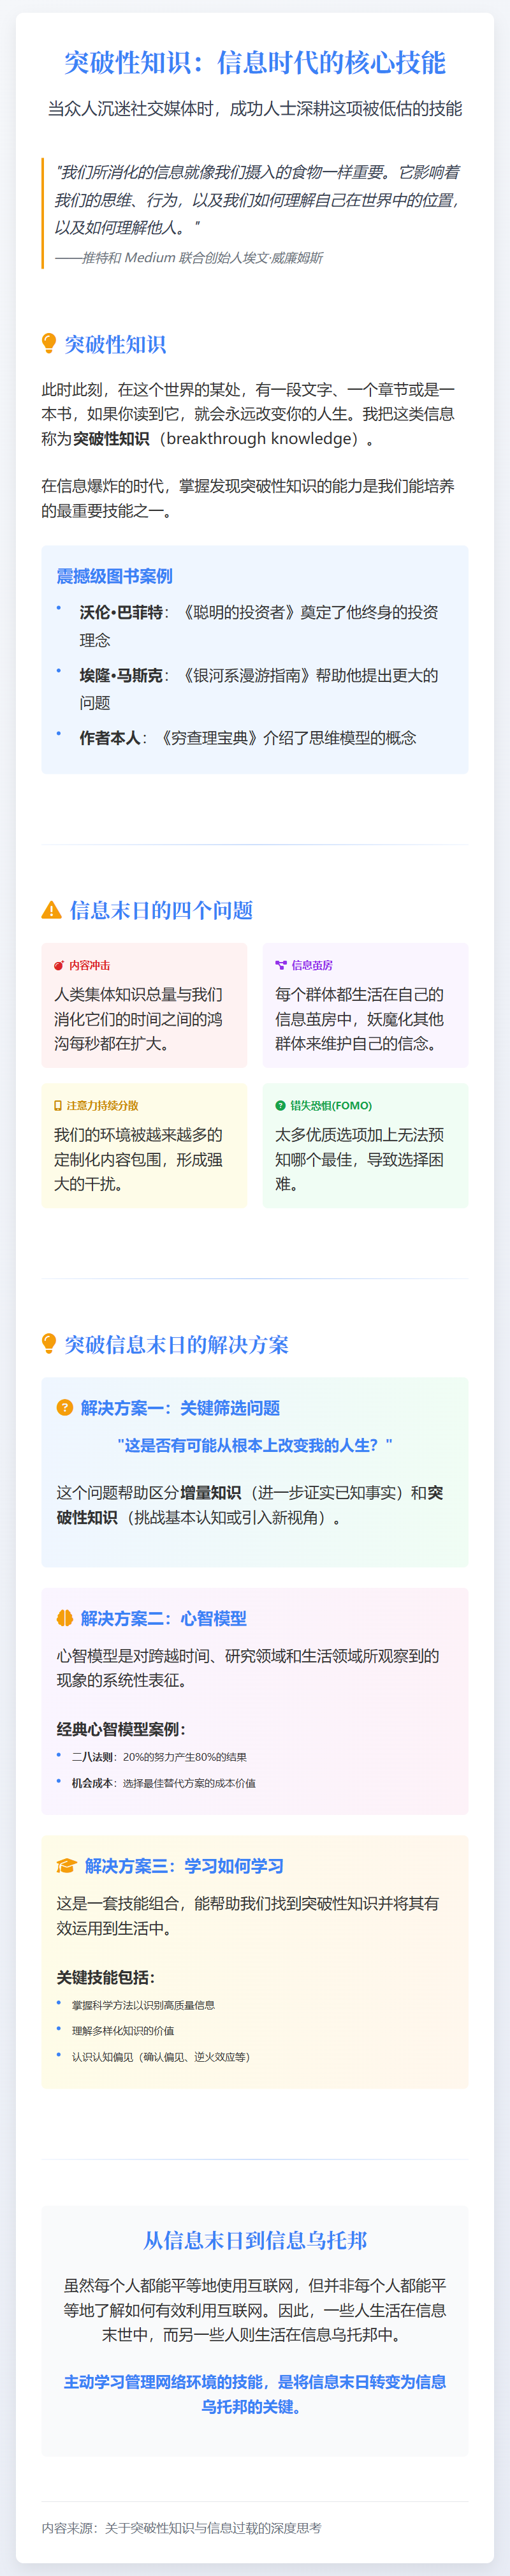 突破性知识：信息时代的核心技能
当众人沉迷社交媒体时，成功人士深耕这项被低估的技能
"我们所消化的信息就像我们摄入的食物一样重要。它影响着
我们的思维、行为，以及我们如何理解自己在世界中的位置，
以及如何理解他人。"
——推特和 Medium 联合创始人埃文·威廉姆斯
突破性知识
此时此刻，在这个世界的某处，有一段文字、一个章节或是一
本书，如果你读到它，就会永远改变你的人生。我把这类信息
称为突破性知识（breakthrough knowledge）。
在信息爆炸的时代，掌握发现突破性知识的能力是我们能培养
的最重要技能之一。
震撼级图书案例
• 沃伦·巴菲特：《聪明的投资者》奠定了他终身的投资
理念
• 埃隆·马斯克：《银河系漫游指南》帮助他提出更大的
问题
• 作者本人：《穷查理宝典》介绍了思维模型的概念
信息末日的四个问题
内容冲击
人类集体知识总量与我们
消化它们的时间之间的鸿
沟每秒都在扩大。
信息茧房
每个群体都生活在自己的
信息茧房中，妖魔化其他
群体来维护自己的信念。
注意力持续分散
我们的环境被越来越多的
定制化内容包围，形成强
大的干扰。
错失恐惧(FOMO)
太多优质选项加上无法预
知哪个最佳，导致选择困
难。
突破信息末日的解决方案
解决方案一：关键筛选问题
"这是否有可能从根本上改变我的人生？"
这个问题帮助区分增量知识（进一步证实已知事实）和突
破性知识（挑战基本认知或引入新视角）。
解决方案二：心智模型
心智模型是对跨越时间、研究领域和生活领域所观察到的
现象的系统性表征。
经典心智模型案例：
• 二八法则：20%的努力产生80%的结果
• 机会成本：选择最佳替代方案的成本价值
解决方案三：学习如何学习
这是一套技能组合，能帮助我们找到突破性知识并将其有
效运用到生活中。
关键技能包括：
• 掌握科学方法以识别高质量信息
• 理解多样化知识的价值
• 认识认知偏见（确认偏见、逆火效应等）
从信息末日到信息乌托邦
虽然每个人都能平等地使用互联网，但并非每个人都能平
等地了解如何有效利用互联网。因此，一些人生活在信息
末世中，而另一些人则生活在信息乌托邦中。
主动学习管理网络环境的技能，是将信息末日转变为信息
乌托邦的关键。
内容来源：关于突破性知识与信息过载的深度思考